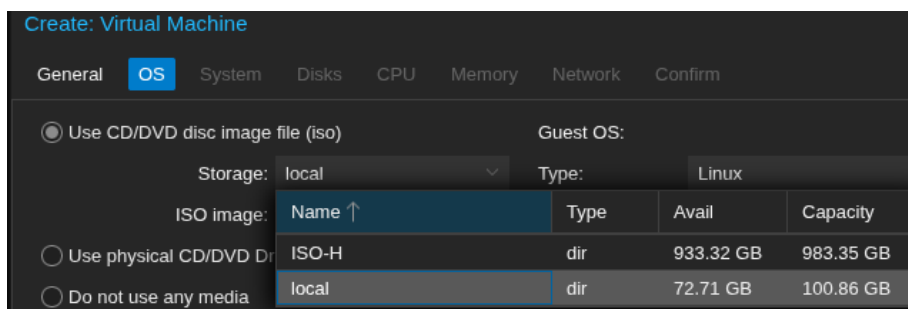 Create: Virtual Machine
General OS System Disks CPU Memory Network Confirm
Use CD/DVD disc image file (iso) Guest OS:
Storage: local Type: Linux
ISO image: Name ↑ Type Avail Capacity
Use physical CD/DVD Dr ISO-H dir 933.32 GB 983.35 GB
Do not use any media local dir 72.71 GB 100.86 GB